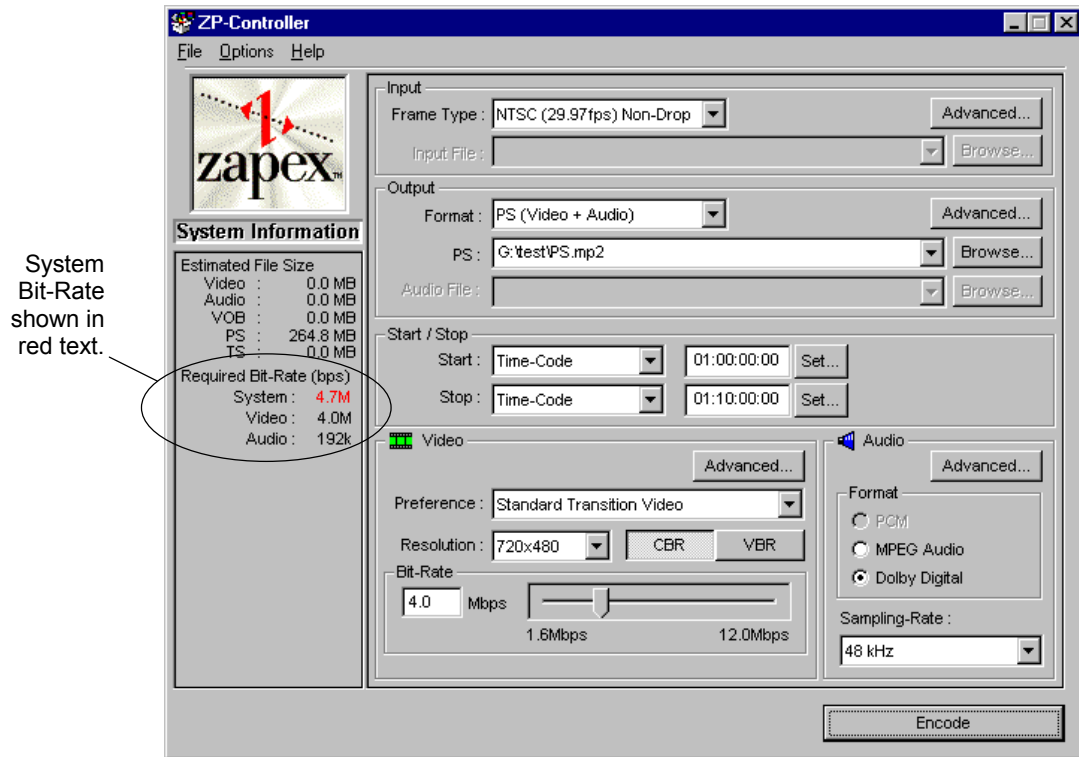 ZP-Controller
File Options Help
zapex™
System Information
Estimated File Size
Video : 0.0 MB
Audio : 0.0 MB
VOB : 0.0 MB
PS : 264.8 MB
TS : 0.0 MB
Required Bit-Rate (bps)
System : 4.7M
Video : 4.0M
Audio : 192k
System
Bit-Rate
shown in
red text.
Input
Frame Type : NTSC (29.97fps) Non-Drop Advanced...
Input File : Browse...
Output
Format : PS (Video + Audio) Advanced...
PS : G:\test\PS.mp2 Browse...
Audio File : Browse...
Start / Stop
Start : Time-Code 01:00:00:00 Set...
Stop : Time-Code 01:10:00:00 Set...
Video
Advanced...
Preference : Standard Transition Video
Resolution : 720x480 CBR VBR
Bit-Rate
4.0 Mbps
1.6Mbps 12.0Mbps
Audio
Advanced...
Format
PCM
MPEG Audio
Dolby Digital
Sampling-Rate :
48 kHz
Encode